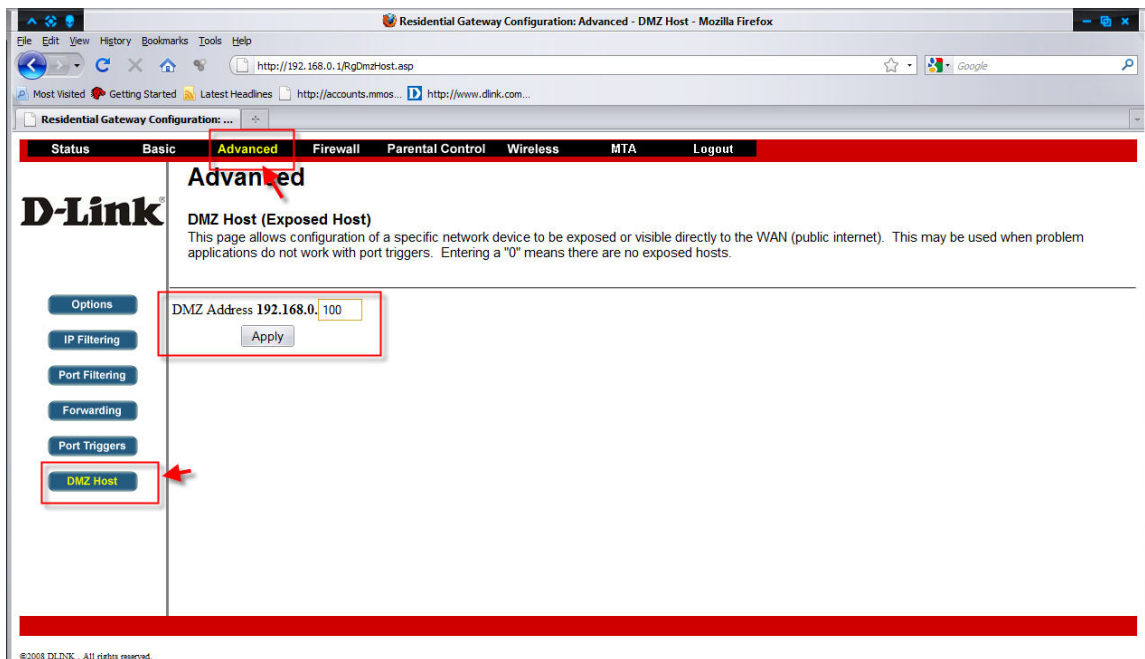 Residential Gateway Configuration: Advanced - DMZ Host - Mozilla Firefox
File Edit View History Bookmarks Tools Help
http://192.168.0.1/RgDmzHost.asp
Google
Most Visited Getting Started Latest Headlines http://accounts.mmos... http://www.dlink.com...
Residential Gateway Configuration: ...
Status Basic Advanced Firewall Parental Control Wireless MTA Logout
Advanced
D-Link®
DMZ Host (Exposed Host)
This page allows configuration of a specific network device to be exposed or visible directly to the WAN (public internet). This may be used when problem
applications do not work with port triggers. Entering a "0" means there are no exposed hosts.
Options
DMZ Address 192.168.0. 100
IP Filtering
Apply
Port Filtering
Forwarding
Port Triggers
DMZ Host
©2008 DLINK . All rights reserved.